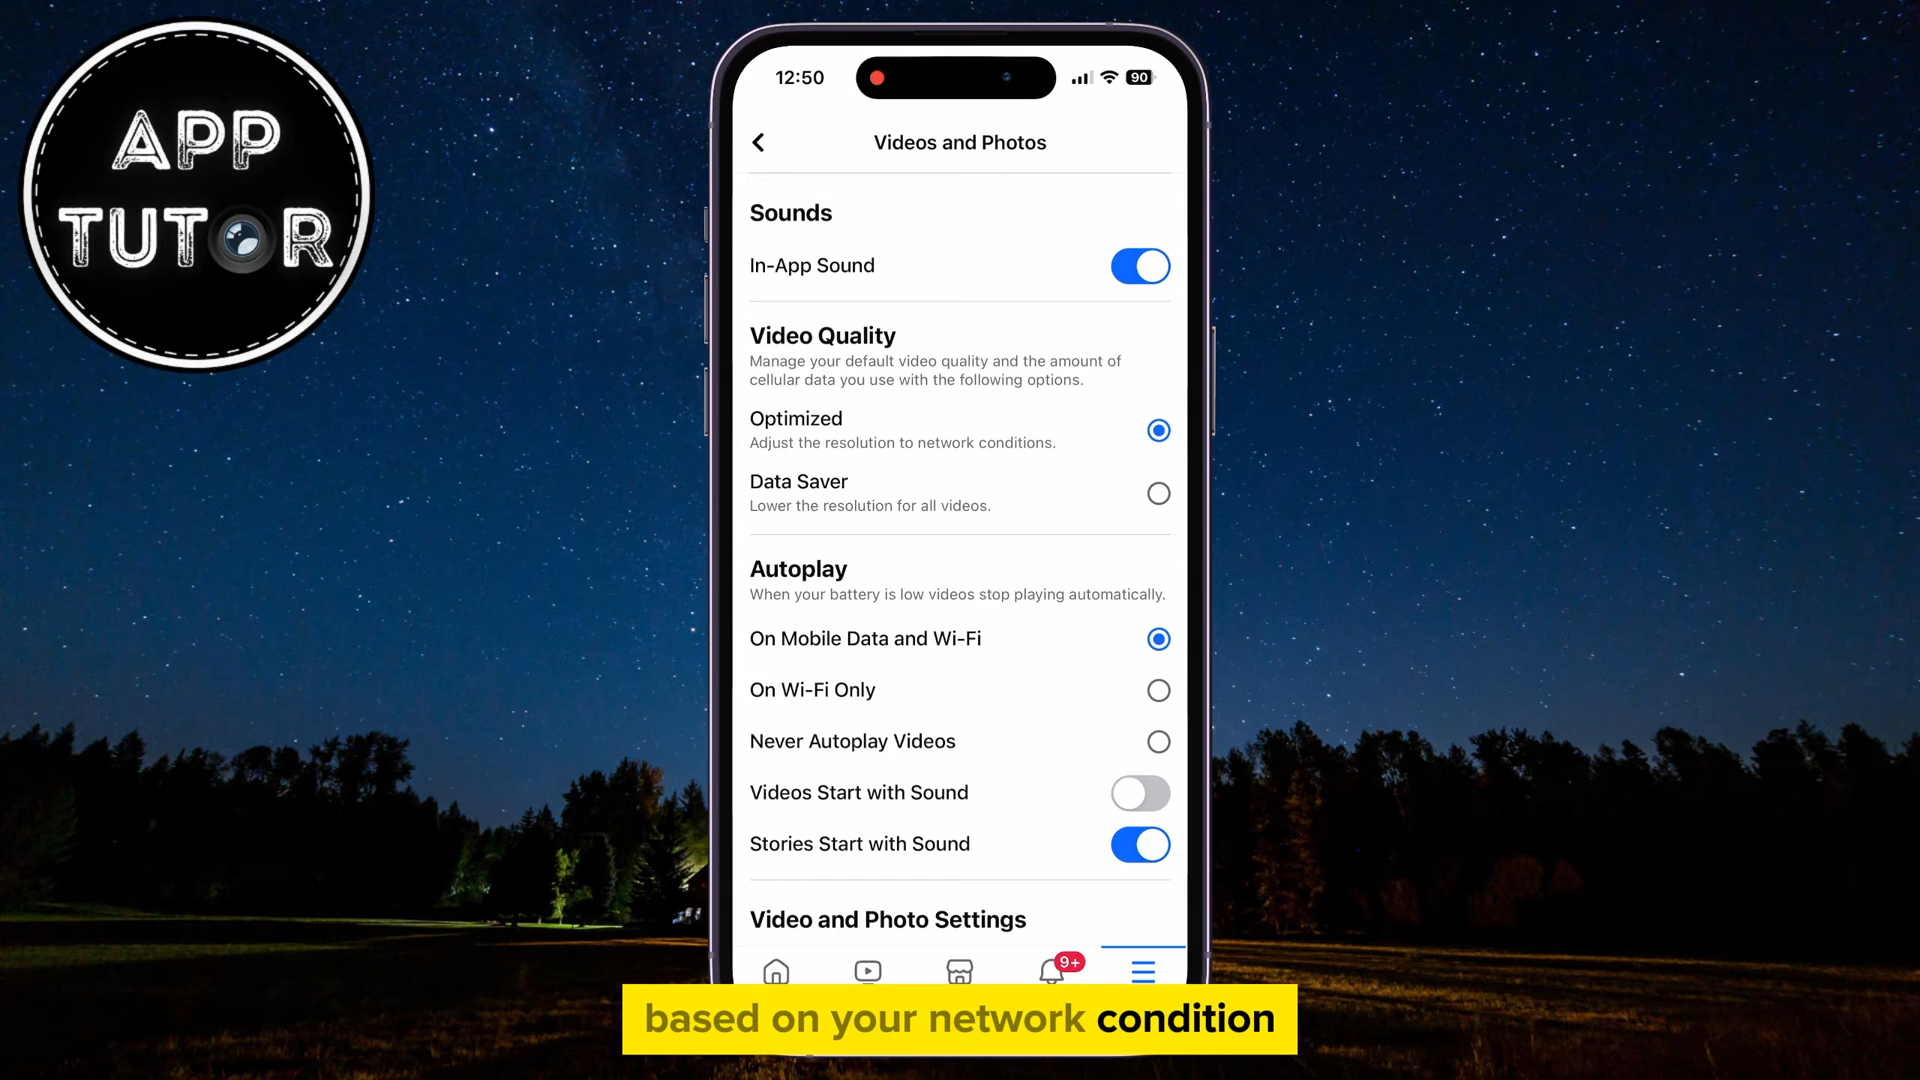 APP
TUTOR
12:50
90
Videos and Photos
Sounds
In-App Sound
Video Quality
Manage your default video quality and the amount of
cellular data you use with the following options.
Optimized
Adjust the resolution to network conditions.
Data Saver
Lower the resolution for all videos.
Autoplay
When your battery is low videos stop playing automatically.
On Mobile Data and Wi-Fi
On Wi-Fi Only
Never Autoplay Videos
Videos Start with Sound
Stories Start with Sound
Video and Photo Settings
9+
based on your network condition